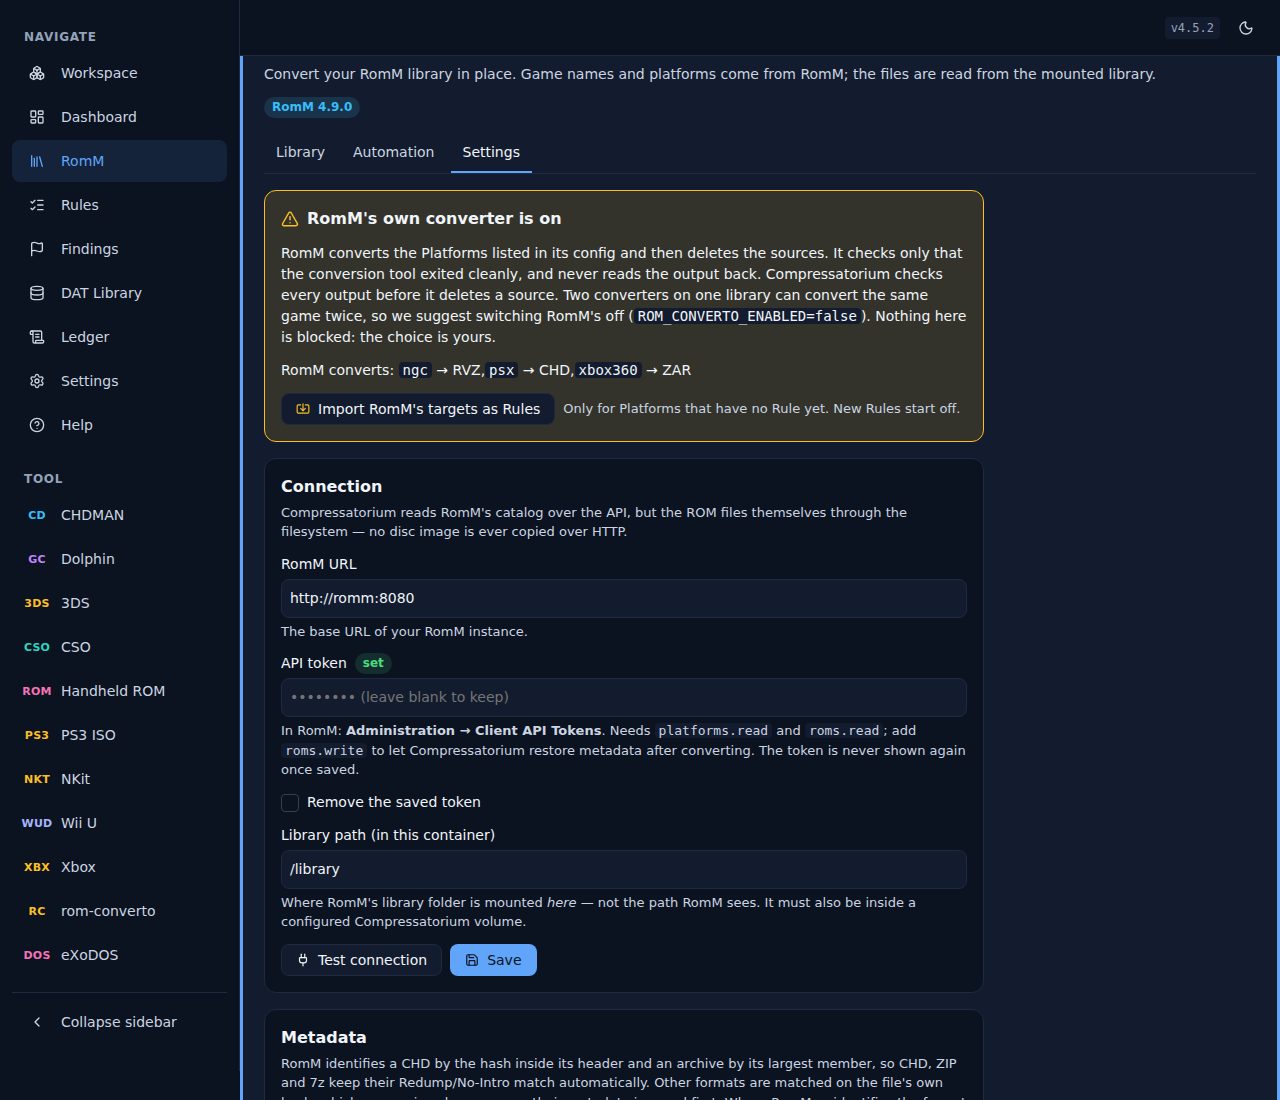 NAVIGATE
Workspace
Dashboard
RomM
Rules
Findings
DAT Library
Ledger
Settings
Help
TOOL
CD CHDMAN
GC Dolphin
3DS 3DS
CSO CSO
ROM Handheld ROM
PS3 PS3 ISO
NKT NKit
WUD Wii U
XBX Xbox
RC rom-converto
DOS eXoDOS
Collapse sidebar
v4.5.2
Convert your RomM library in place. Game names and platforms come from RomM; the files are read from the mounted library.
RomM 4.9.0
Library Automation Settings
RomM's own converter is on
RomM converts the Platforms listed in its config and then deletes the sources. It checks only that
the conversion tool exited cleanly, and never reads the output back. Compressatorium checks
every output before it deletes a source. Two converters on one library can convert the same
game twice, so we suggest switching RomM's off ( ROM_CONVERTO_ENABLED=false ). Nothing here
is blocked: the choice is yours.
RomM converts: ngc → RVZ, psx → CHD, xbox360 → ZAR
Import RomM's targets as Rules Only for Platforms that have no Rule yet. New Rules start off.
Connection
Compressatorium reads RomM's catalog over the API, but the ROM files themselves through the
filesystem — no disc image is ever copied over HTTP.
RomM URL
http://romm:8080
The base URL of your RomM instance.
API token set
•••••••• (leave blank to keep)
In RomM: Administration → Client API Tokens. Needs platforms.read and roms.read ; add
roms.write to let Compressatorium restore metadata after converting. The token is never shown again
once saved.
Remove the saved token
Library path (in this container)
/library
Where RomM's library folder is mounted here — not the path RomM sees. It must also be inside a
configured Compressatorium volume.
Test connection Save
Metadata
RomM identifies a CHD by the hash inside its header and an archive by its largest member, so CHD, ZIP
and 7z keep their Redump/No-Intro match automatically. Other formats are matched on the file's own